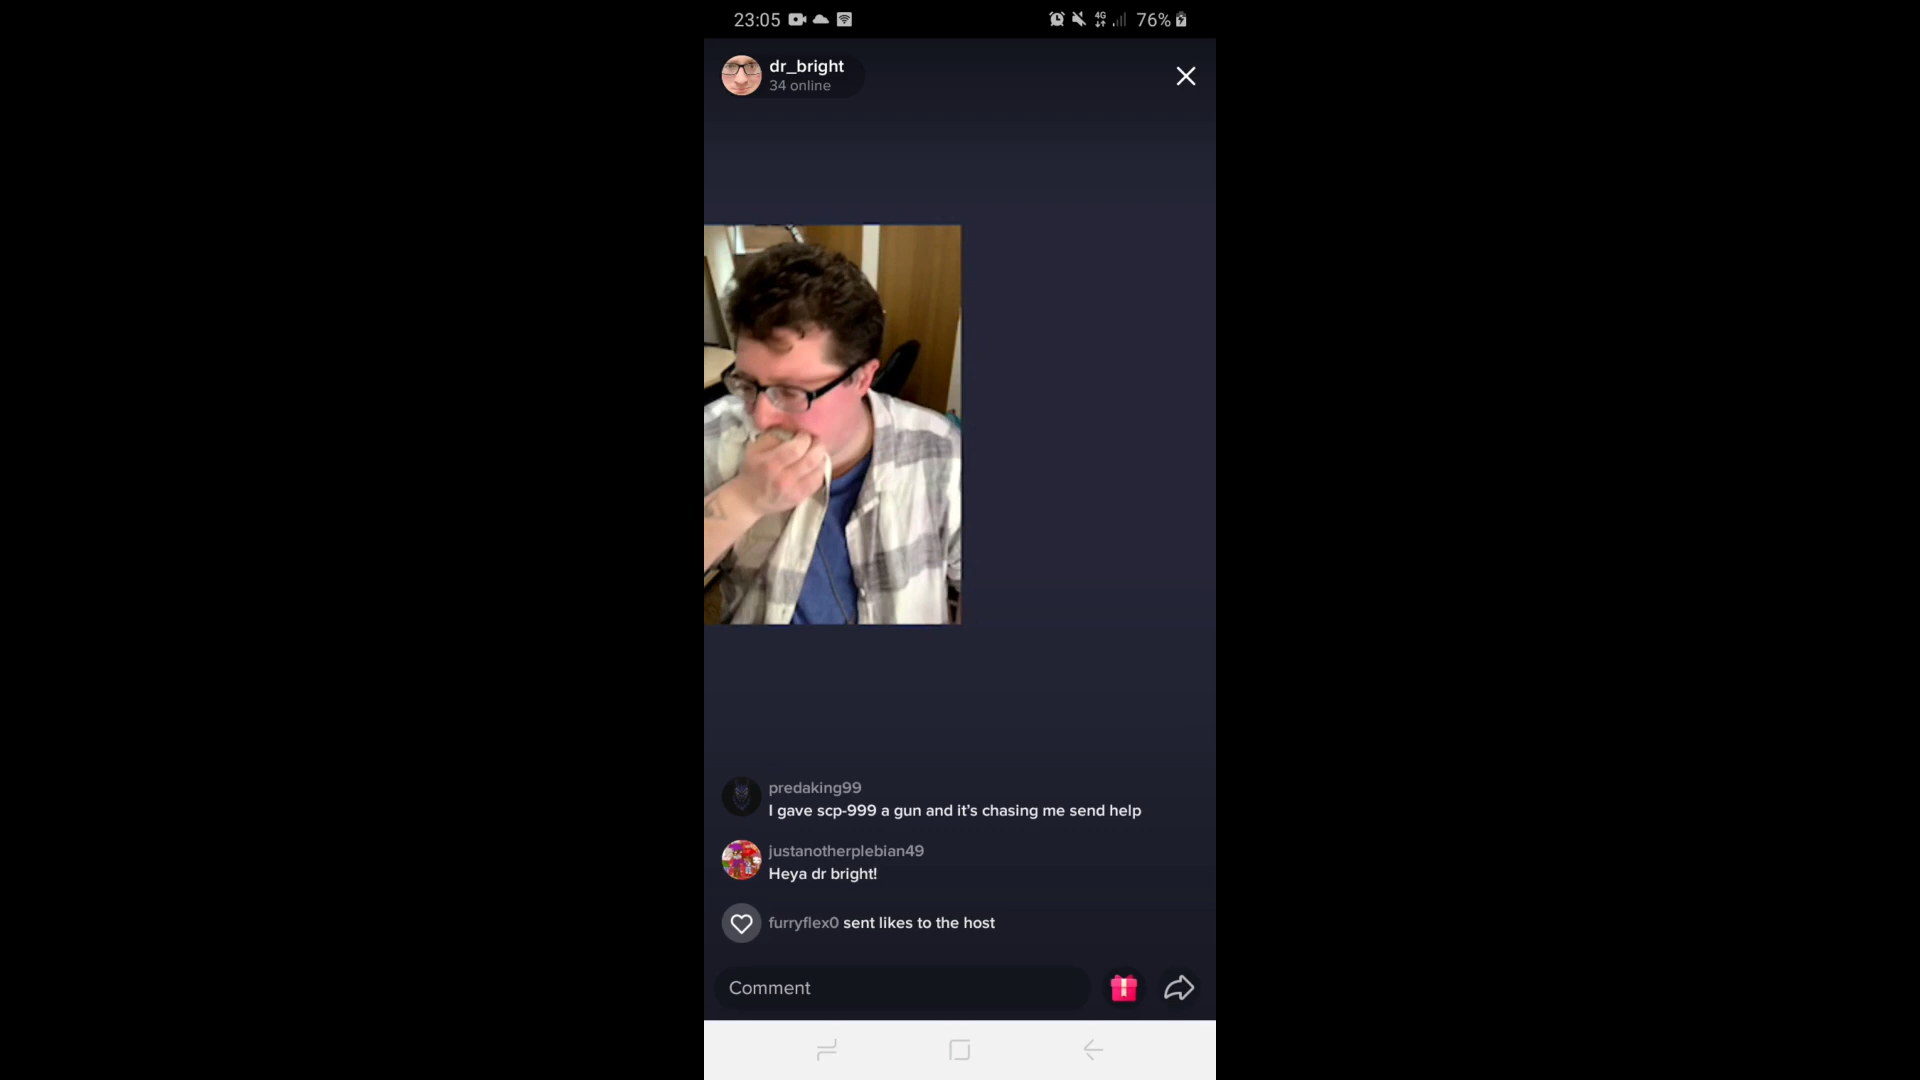 23:05
4G
76%
dr_bright
34 online
predaking99
I gave scp-999 a gun and it's chasing me send help
justanotherplebian49
Heya dr bright!
furryflex0 sent likes to the host
Comment